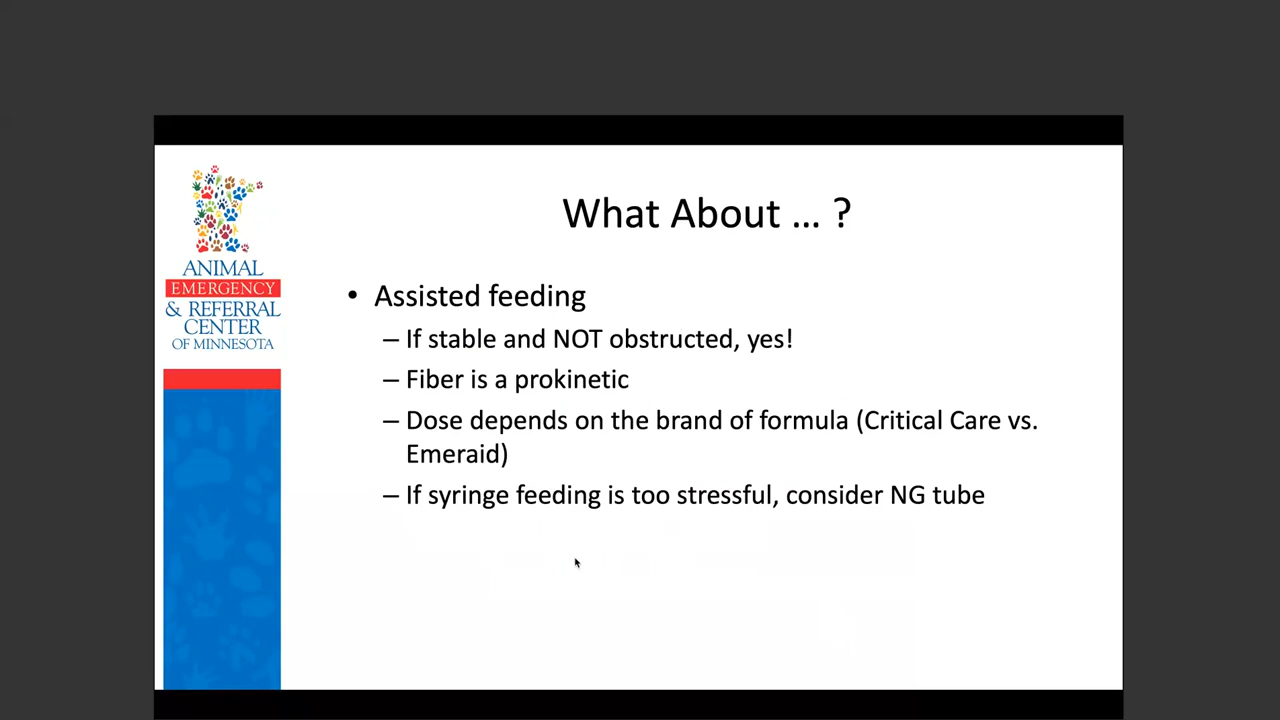 ANIMAL
EMERGENCY
& REFERRAL
CENTER
OF MINNESOTA
What About ... ?
• Assisted feeding
– If stable and NOT obstructed, yes!
– Fiber is a prokinetic
– Dose depends on the brand of formula (Critical Care vs.
Emeraid)
– If syringe feeding is too stressful, consider NG tube